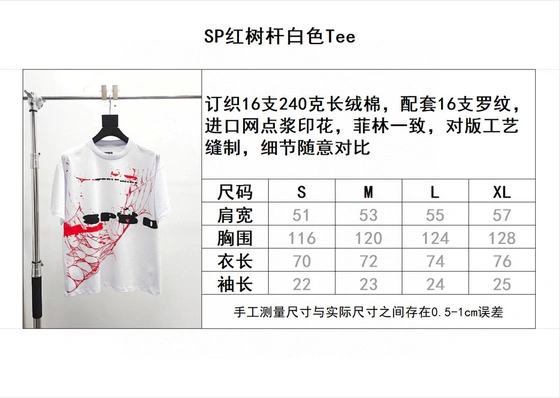 SP红树杆白色Tee
订织16支240克长绒棉，配套16支罗纹，
进口网点浆印花，菲林一致，对版工艺
缝制，细节随意对比
尺码 S M L XL
肩宽 51 53 55 57
胸围 116 120 124 128
衣长 70 72 74 76
袖长 22 23 24 25
手工测量尺寸与实际尺寸之间存在0.5-1cm误差